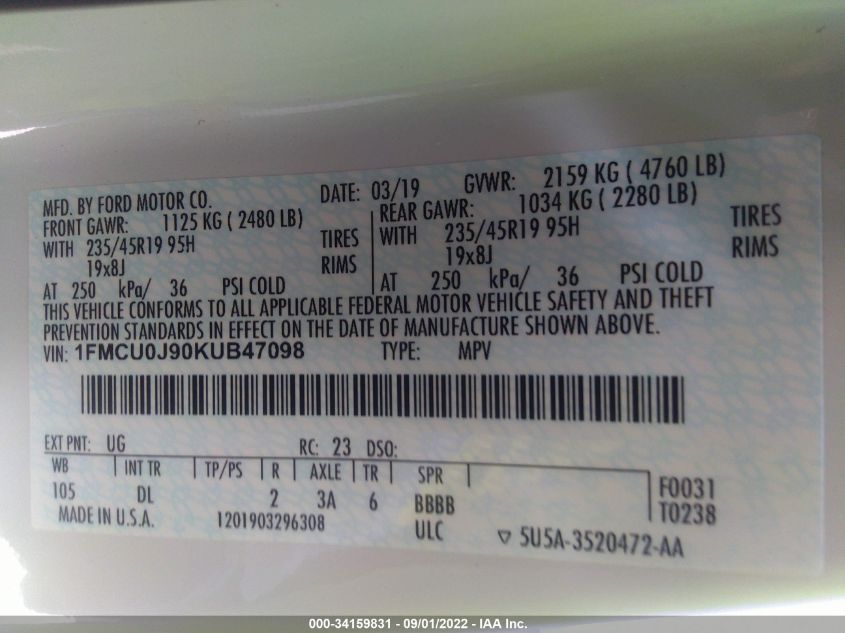 MFD. BY FORD MOTOR CO. DATE: 03/19 GVWR: 2159 KG ( 4760 LB)
FRONT GAWR: 1125 KG ( 2480 LB) REAR GAWR: 1034 KG ( 2280 LB)
WITH 235/45R19 95H TIRES WITH 235/45R19 95H TIRES
19x8J RIMS 19x8J RIMS
AT 250 kPa/ 36 PSI COLD AT 250 kPa/ 36 PSI COLD
THIS VEHICLE CONFORMS TO ALL APPLICABLE FEDERAL MOTOR VEHICLE SAFETY AND THEFT
PREVENTION STANDARDS IN EFFECT ON THE DATE OF MANUFACTURE SHOWN ABOVE.
VIN: 1FMCU0J90KUB47098 TYPE: MPV
EXT PNT: UG RC: 23 DSO:
WB INT TR TP/PS R AXLE TR SPR
105 DL 2 3A 6 BBBB F0031
T0238
MADE IN U.S.A. 1201903296308 ULC ▽ 5U5A-3520472-AA
000-34159831 - 09/01/2022 - IAA Inc.